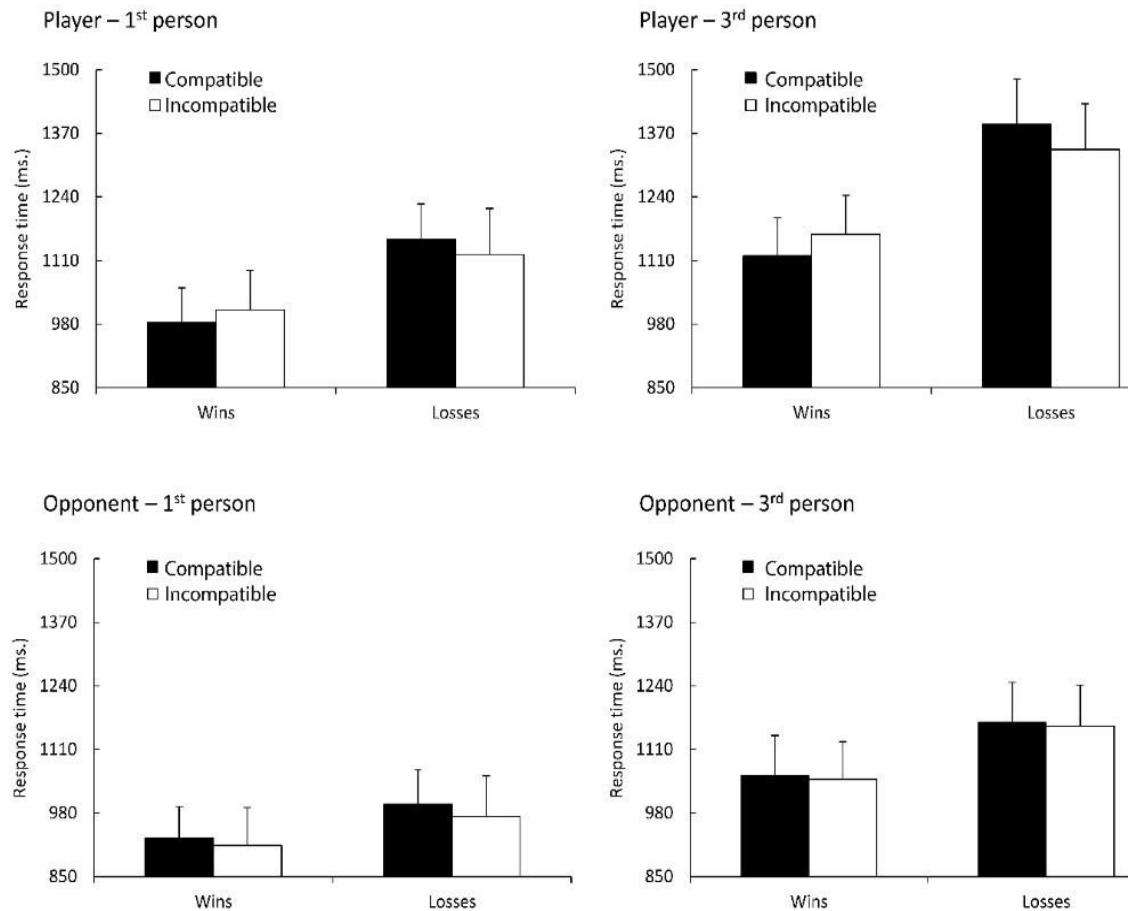 Player – 1st person
Compatible
Incompatible
Response time (ms.)
1500
1370
1240
1110
980
850
Wins Losses
Player – 3rd person
Compatible
Incompatible
Response time (ms.)
1500
1370
1240
1110
980
850
Wins Losses
Opponent – 1st person
Compatible
Incompatible
Response time (ms.)
1500
1370
1240
1110
980
850
Wins Losses
Opponent – 3rd person
Compatible
Incompatible
Response time (ms.)
1500
1370
1240
1110
980
850
Wins Losses